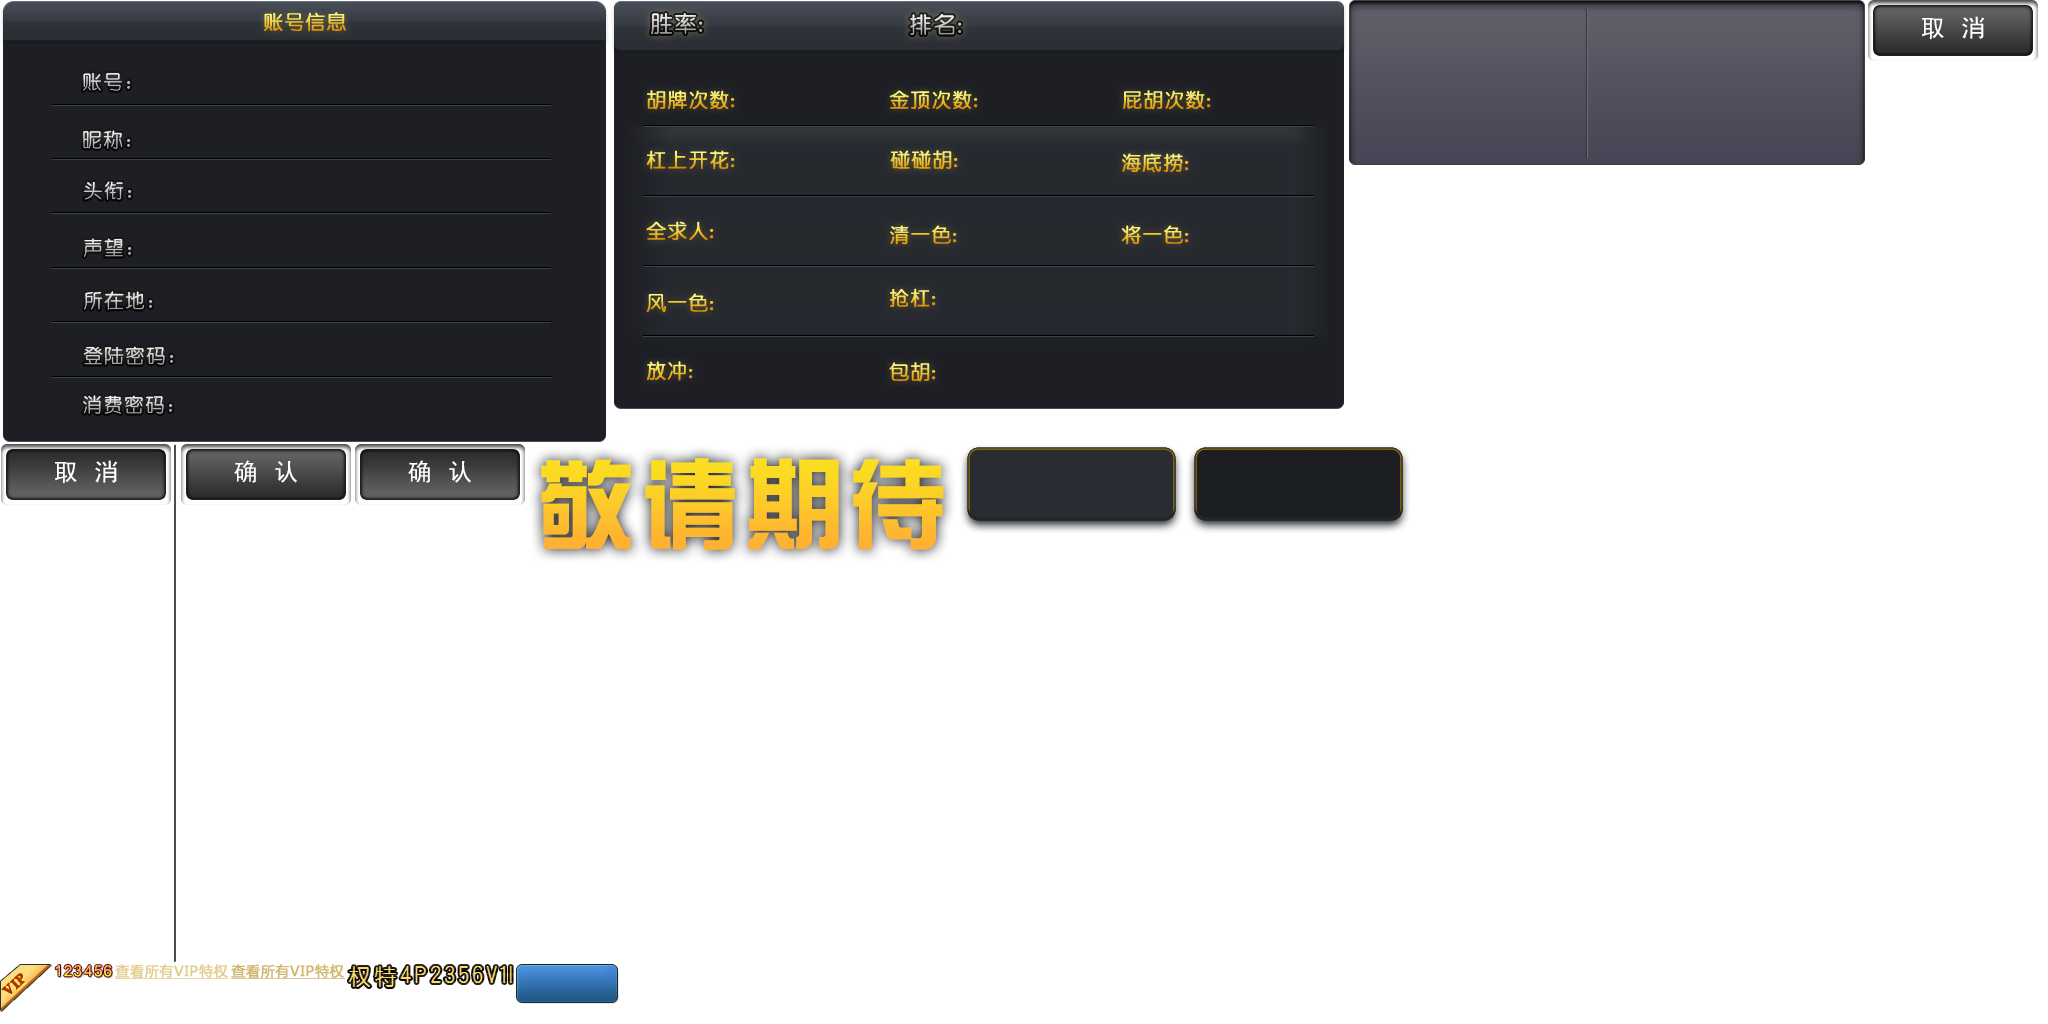 账号信息
账号:
昵称:
头衔:
声望:
所在地:
登陆密码:
消费密码:
胜率: 排名:
胡牌次数: 金顶次数: 屁胡次数:
杠上开花: 碰碰胡: 海底捞:
全求人: 清一色: 将一色:
风一色: 抢杠:
放冲: 包胡:
取 消
取 消
确 认
确 认
敬请期待
VIP
123456
查看所有VIP特权
查看所有VIP特权
权特4P2356V1I